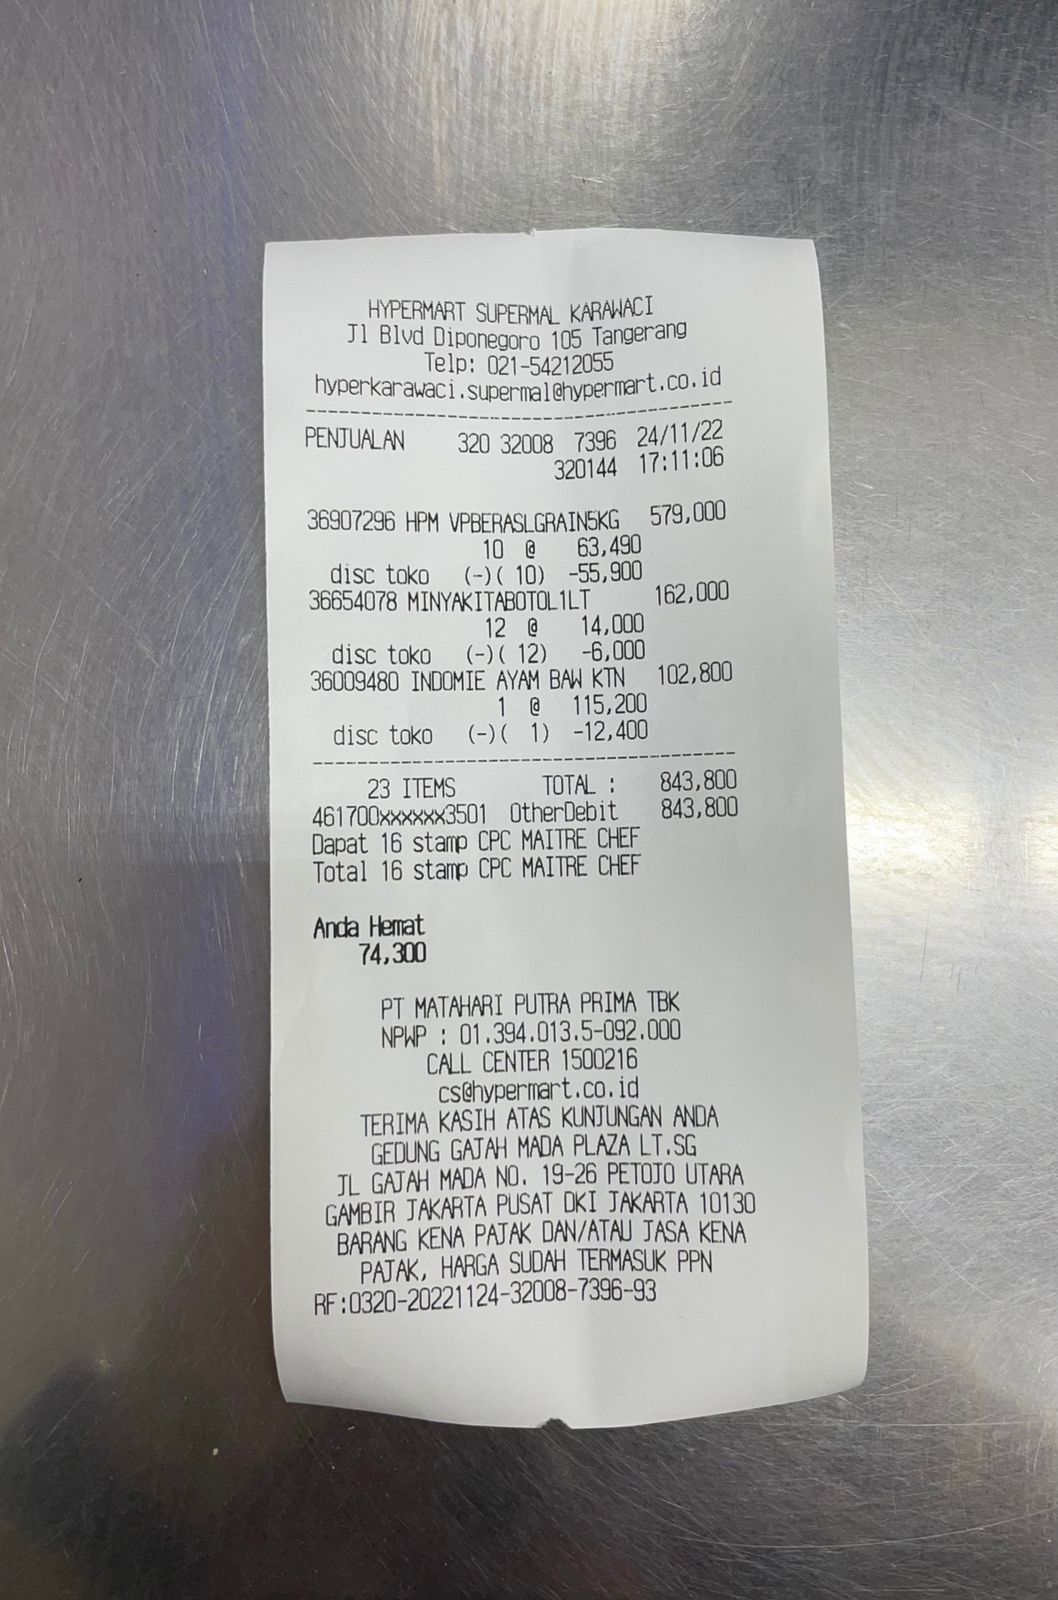 HYPERMART SUPERMAL KARAWACI
Jl Blvd Diponegoro 105 Tangerang
Telp: 021-54212055
hyperkarawaci.supermal@hypermart.co.id
PENJUALAN 320 32008 7396 24/11/22
320144 17:11:06
36907296 HPM VPBERASLGRAIN5KG 579,000
10 @ 63,490
disc toko (-)( 10) -55,900
36654078 MINYAKITABOTOL1LT 162,000
12 @ 14,000
disc toko (-)( 12) -6,000
36009480 INDOMIE AYAM BAW KTN 102,800
1 @ 115,200
disc toko (-)( 1) -12,400
23 ITEMS TOTAL : 843,800
461700xxxxxx3501 OtherDebit 843,800
Dapat 16 stamp CPC MAITRE CHEF
Total 16 stamp CPC MAITRE CHEF
Anda Hemat
74,300
PT MATAHARI PUTRA PRIMA TBK
NPWP : 01.394.013.5-092.000
CALL CENTER 1500216
cs@hypermart.co.id
TERIMA KASIH ATAS KUNJUNGAN ANDA
GEDUNG GAJAH MADA PLAZA LT.SG
JL GAJAH MADA NO. 19-26 PETOJO UTARA
GAMBIR JAKARTA PUSAT DKI JAKARTA 10130
BARANG KENA PAJAK DAN/ATAU JASA KENA
PAJAK, HARGA SUDAH TERMASUK PPN
RF:0320-20221124-32008-7396-93